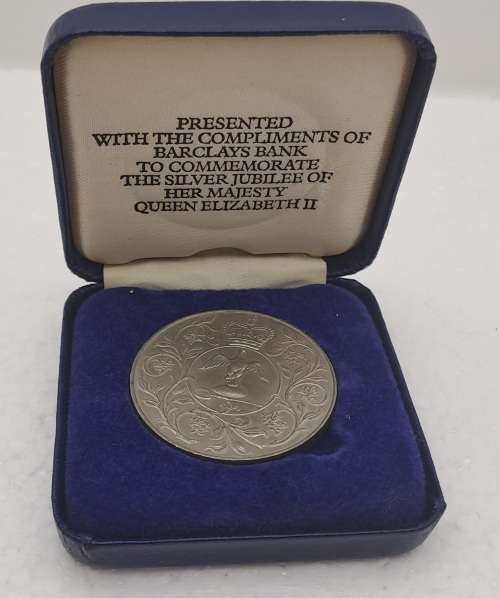 PRESENTED
WITH THE COMPLIMENTS OF
BARCLAYS BANK
TO COMMEMORATE
THE SILVER JUBILEE OF
HER MAJESTY
QUEEN ELIZABETH II